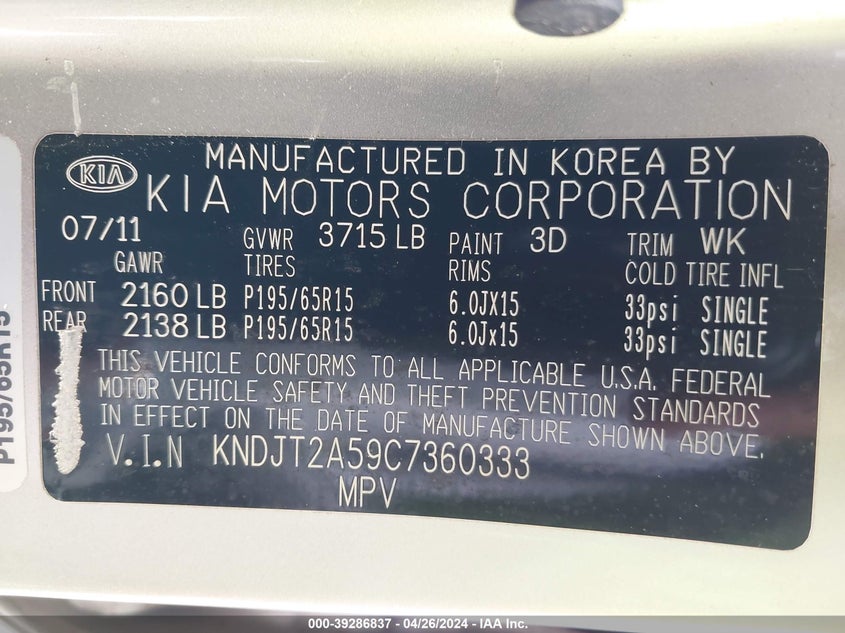 MANUFACTURED IN KOREA BY
KIA
KIA MOTORS CORPORATION
07/11 GVWR 3715 LB PAINT 3D TRIM WK
GAWR TIRES RIMS COLD TIRE INFL
FRONT 2160 LB P195/65R15 6.0JX15 33psi SINGLE
REAR 2138 LB P195/65R15 6.0Jx15 33psi SINGLE
THIS VEHICLE CONFORMS TO ALL APPLICABLE U.S.A. FEDERAL
MOTOR VEHICLE SAFETY AND THEFT PREVENTION STANDARDS
IN EFFECT ON THE DATE OF MANUFACTURE SHOWN ABOVE.
V.I.N KNDJT2A59C7360333
MPV
P195/65R15
000-39286837 - 04/26/2024 - IAA Inc.